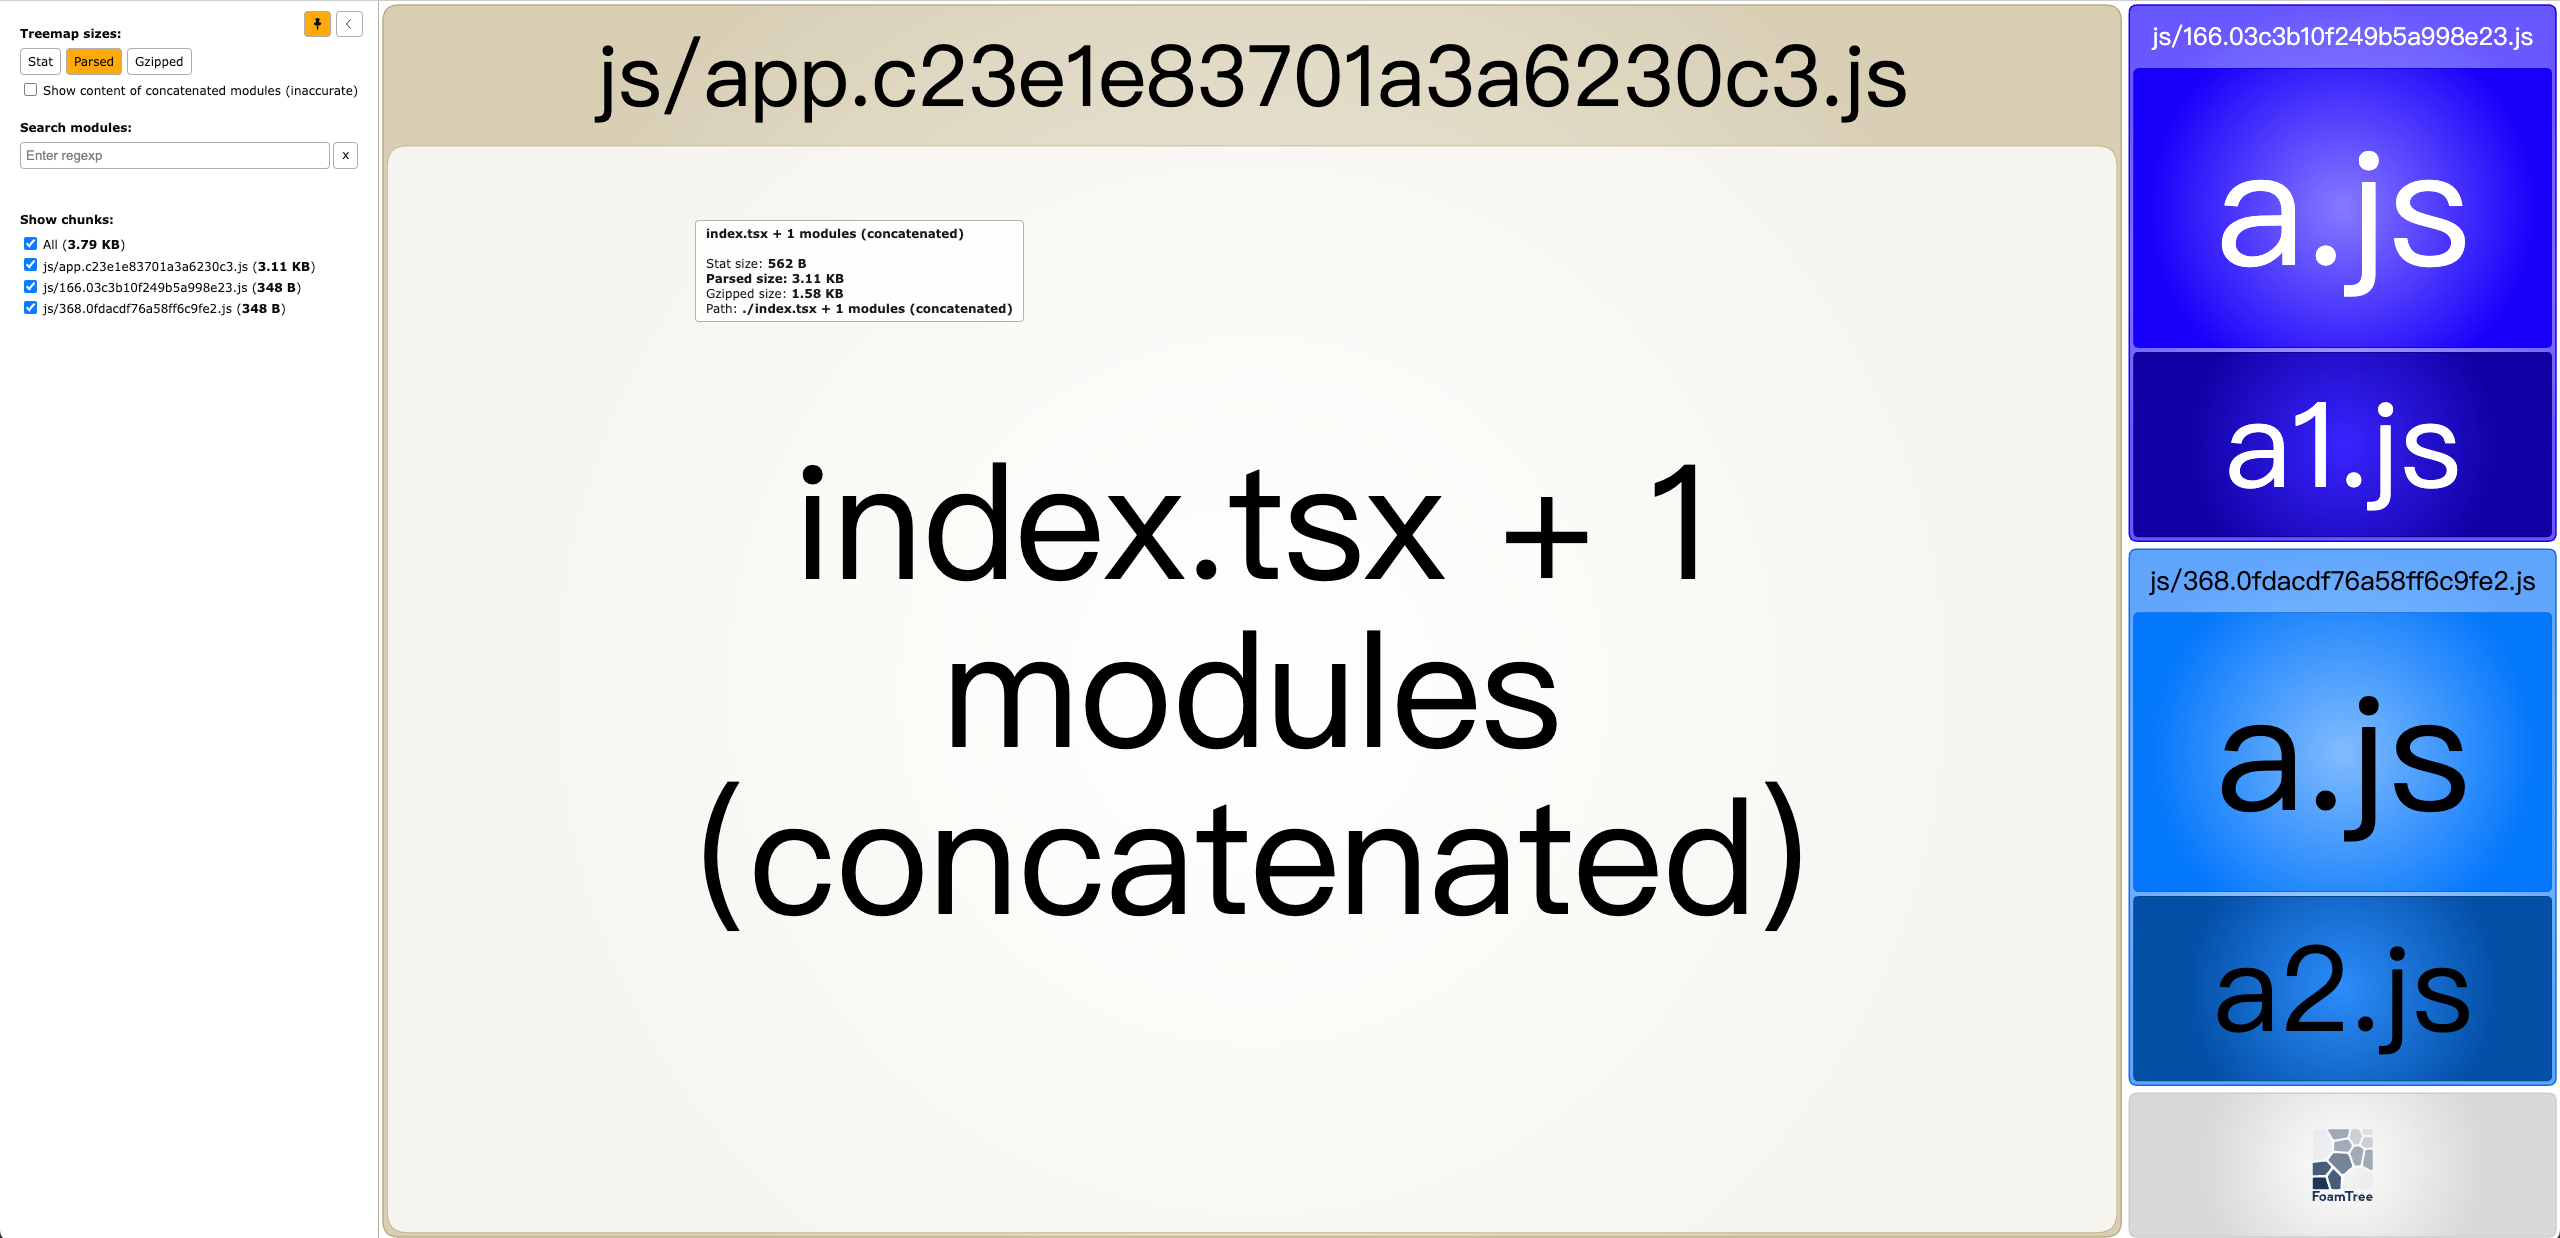 Treemap sizes:
Stat Parsed Gzipped
Show content of concatenated modules (inaccurate)
Search modules:
Enter regexp x
Show chunks:
All (3.79 KB)
js/app.c23e1e83701a3a6230c3.js (3.11 KB)
js/166.03c3b10f249b5a998e23.js (348 B)
js/368.0fdacdf76a58ff6c9fe2.js (348 B)
js/app.c23e1e83701a3a6230c3.js
index.tsx + 1 modules (concatenated)
Stat size: 562 B
Parsed size: 3.11 KB
Gzipped size: 1.58 KB
Path: ./index.tsx + 1 modules (concatenated)
index.tsx + 1
modules
(concatenated)
js/166.03c3b10f249b5a998e23.js
a.js
a1.js
js/368.0fdacdf76a58ff6c9fe2.js
a.js
a2.js
FoamTree